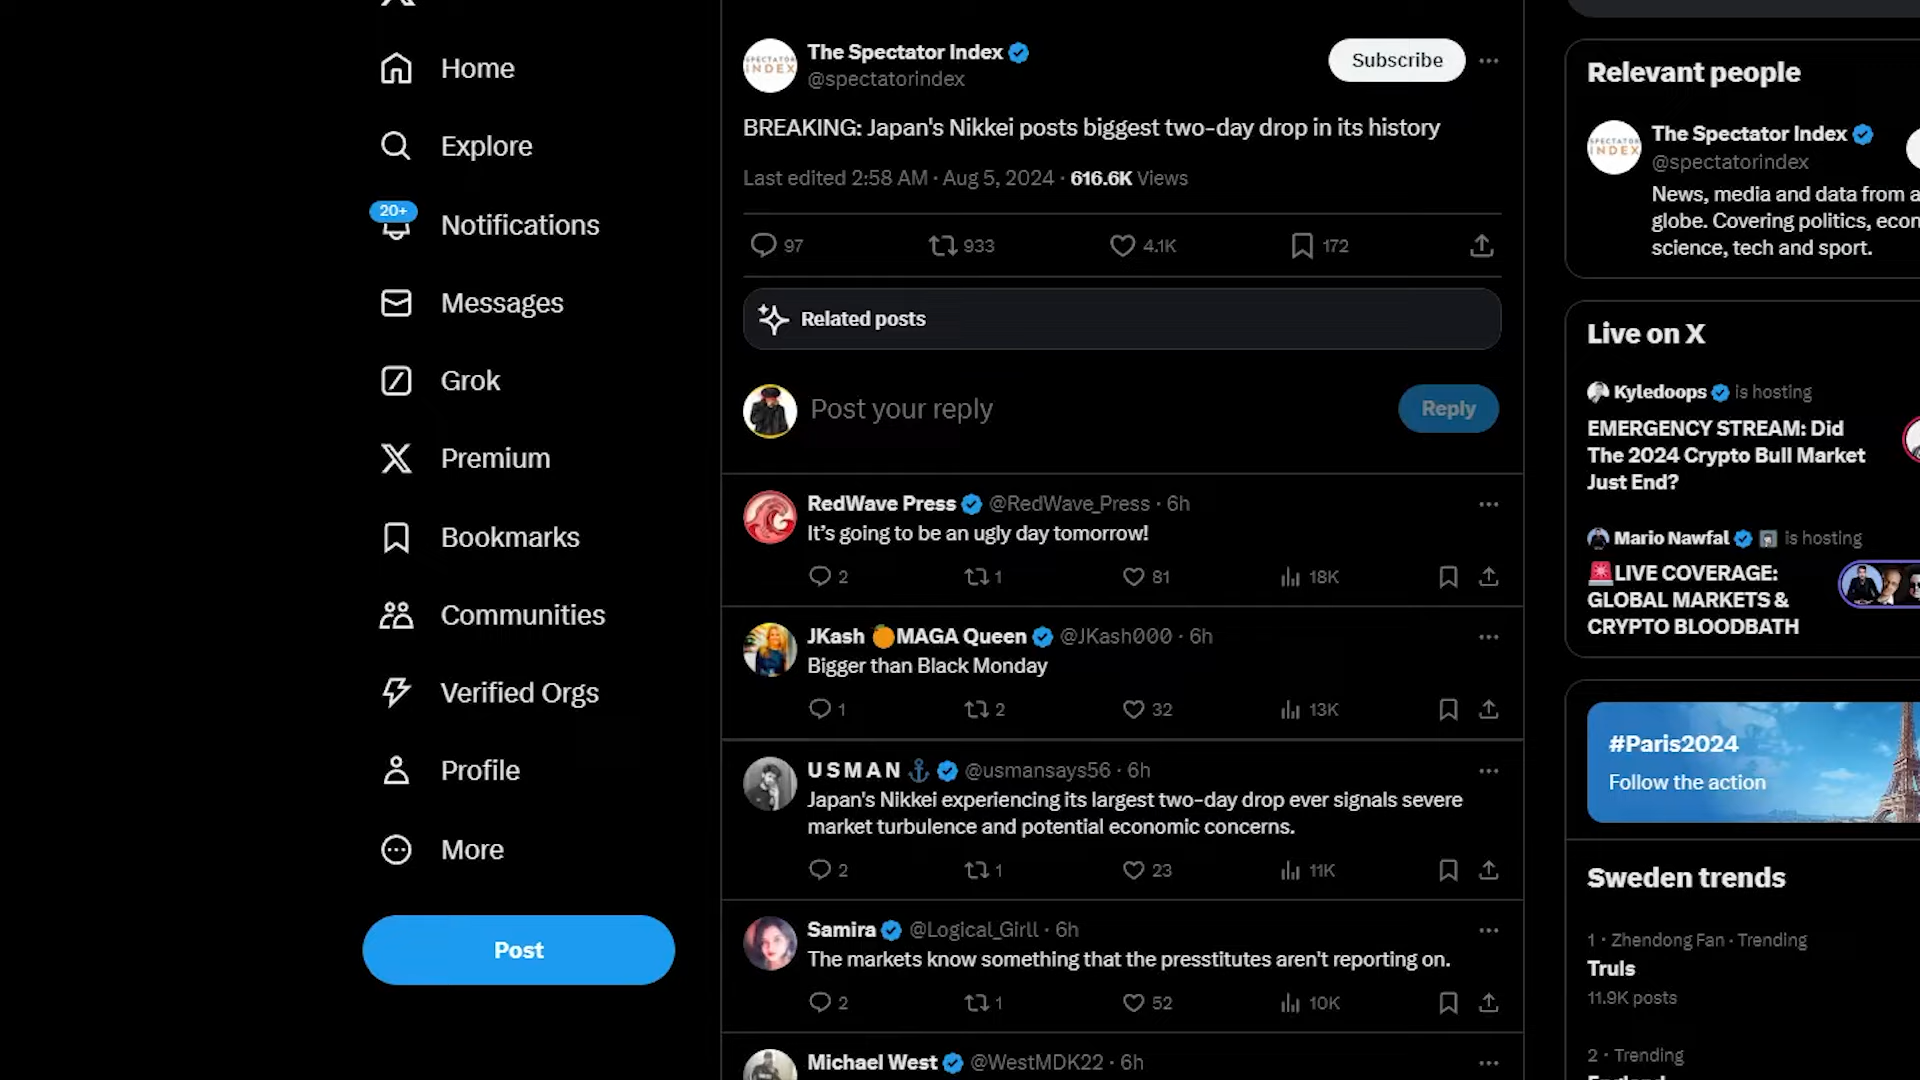 Home
Explore
20+
Notifications
Messages
Grok
Premium
Bookmarks
Communities
Verified Orgs
Profile
More
Post
SPECTATOR
INDEX
The Spectator Index
@spectatorindex
Subscribe
BREAKING: Japan's Nikkei posts biggest two-day drop in its history
Last edited 2:58 AM · Aug 5, 2024 · 616.6K Views
97 933 4.1K 172
Related posts
Post your reply
Reply
RedWave Press @RedWave_Press · 6h
It's going to be an ugly day tomorrow!
2 1 81 18K
JKash MAGA Queen @JKash000 · 6h
Bigger than Black Monday
1 2 32 13K
U S M A N @usmansays56 · 6h
Japan's Nikkei experiencing its largest two-day drop ever signals severe
market turbulence and potential economic concerns.
2 1 23 11K
Samira @Logical_Girll · 6h
The markets know something that the presstitutes aren't reporting on.
2 1 52 10K
Michael West @WestMDK22 · 6h
Relevant people
SPECTATOR
INDEX
The Spectator Index
@spectatorindex
News, media and data from a
globe. Covering politics, econ
science, tech and sport.
Live on X
Kyledoops is hosting
EMERGENCY STREAM: Did
The 2024 Crypto Bull Market
Just End?
Mario Nawfal is hosting
LIVE COVERAGE:
GLOBAL MARKETS &
CRYPTO BLOODBATH
#Paris2024
Follow the action
Sweden trends
1 · Zhendong Fan · Trending
Truls
11.9K posts
2 · Trending